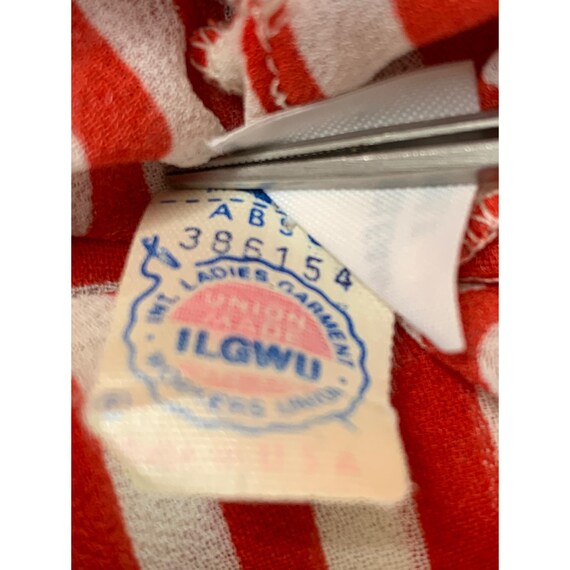 ABS
386154
INT. LADIES GARMENT
UNION
MADE
ILGWU
WORKERS UNION